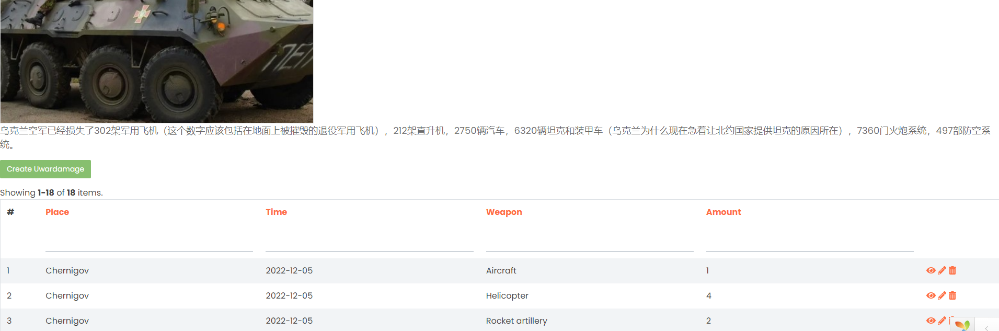 乌克兰空军已经损失了302架军用飞机（这个数字应该包括在地面上被摧毁的退役军用飞机），212架直升机，2750辆汽车，6320辆坦克和装甲车（乌克兰为什么现在急着让北约国家提供坦克的原因所在），7360门火炮系统，497部防空系
统。
Create Uwardamage
Showing 1-18 of 18 items.
# Place Time Weapon Amount
1 Chernigov 2022-12-05 Aircraft 1
2 Chernigov 2022-12-05 Helicopter 4
3 Chernigov 2022-12-05 Rocket artillery 2